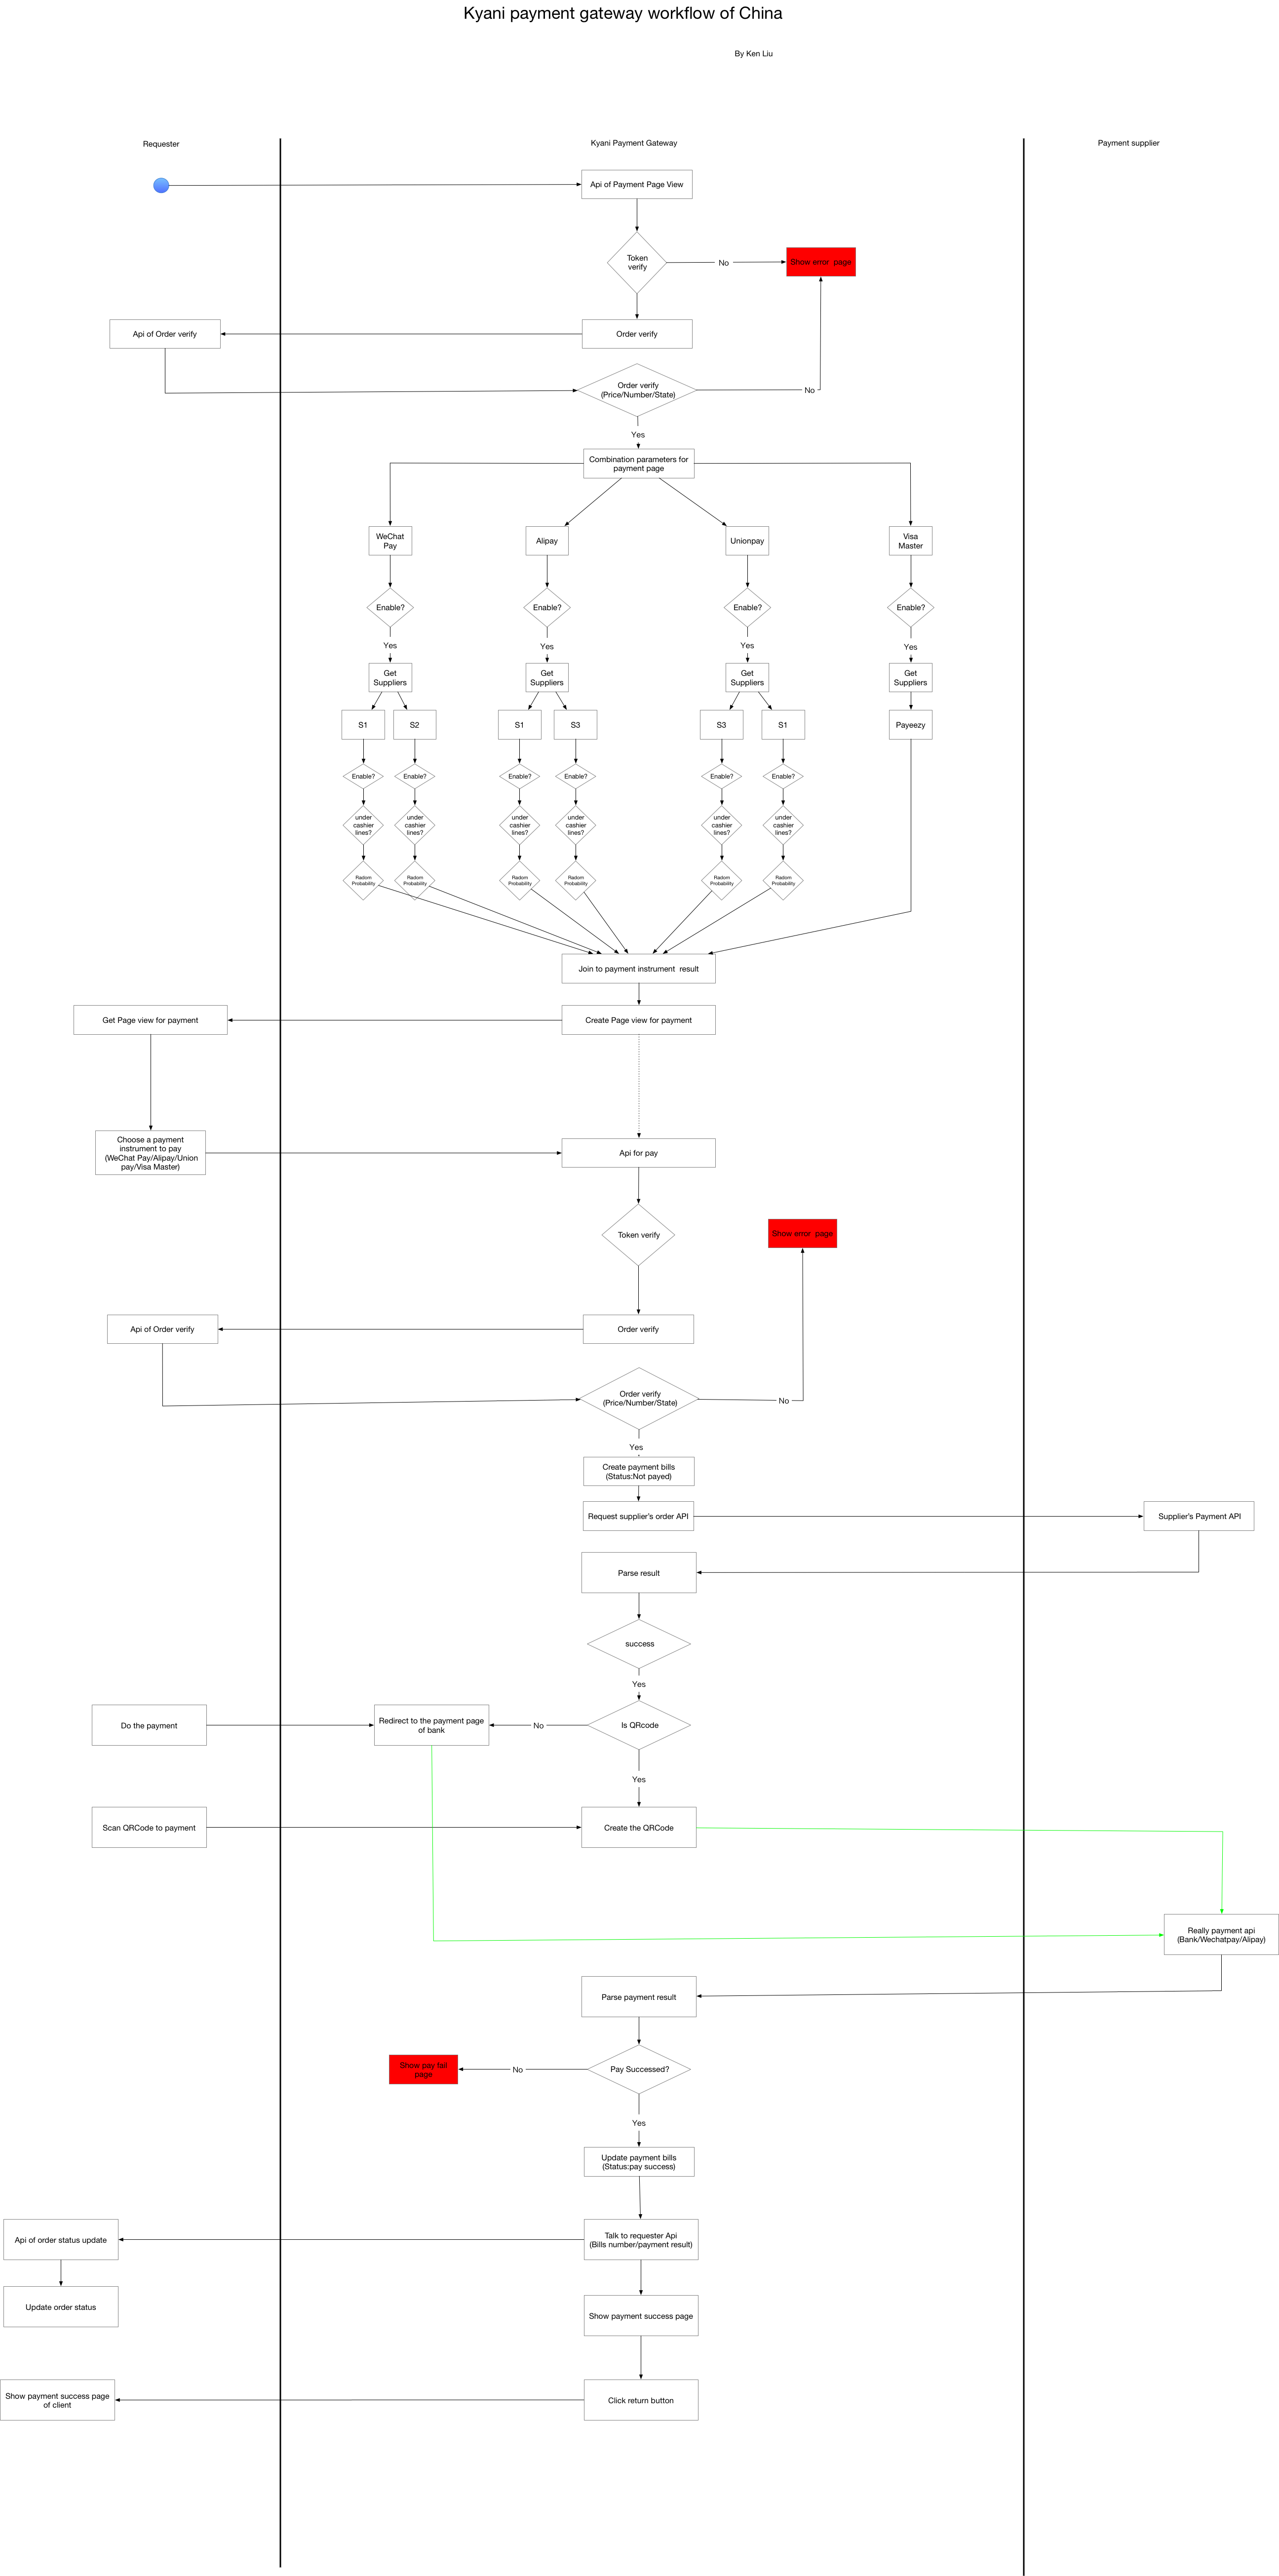 Kyani payment gateway workflow of China
By Ken Liu
Requester
Kyani Payment Gateway
Payment supplier
Api of Payment Page View
Token
verify
No
Show error  page
Api of Order verify
Order verify
Order verify
(Price/Number/State)
No
Yes
Combination parameters for
payment page
WeChat
Pay
Alipay
Unionpay
Visa
Master
Enable?
Enable?
Enable?
Enable?
Yes
Yes
Yes
Yes
Get
Suppliers
Get
Suppliers
Get
Suppliers
Get
Suppliers
S1
S2
S1
S3
S3
S1
Payeezy
Enable?
Enable?
Enable?
Enable?
Enable?
Enable?
under
cashier
lines?
under
cashier
lines?
under
cashier
lines?
under
cashier
lines?
under
cashier
lines?
under
cashier
lines?
Radom
Probability
Radom
Probability
Radom
Probability
Radom
Probability
Radom
Probability
Radom
Probability
Join to payment instrument  result
Get Page view for payment
Create Page view for payment
Choose a payment
instrument to pay
(WeChat Pay/Alipay/Union
pay/Visa Master)
Api for pay
Token verify
Show error  page
Api of Order verify
Order verify
Order verify
(Price/Number/State)
No
Yes
Create payment bills
(Status:Not payed)
Request supplier's order API
Supplier's Payment API
Parse result
success
Yes
Do the payment
Redirect to the payment page
of bank
No
Is QRcode
Yes
Scan QRCode to payment
Create the QRCode
Really payment api
(Bank/Wechatpay/Alipay)
Parse payment result
Show pay fail
page
No
Pay Successed?
Yes
Update payment bills
(Status:pay success)
Api of order status update
Talk to requester Api
(Bills number/payment result)
Update order status
Show payment success page
Show payment success page
of client
Click return button